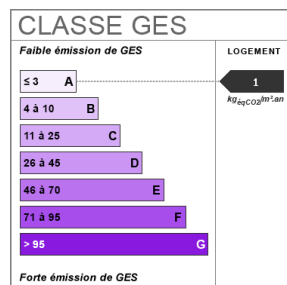 CLASSE GES
Faible émission de GES
LOGEMENT
≤ 3 A
1
kgéqCO2/m².an
4 à 10 B
11 à 25 C
26 à 45 D
46 à 70 E
71 à 95 F
> 95 G
Forte émission de GES